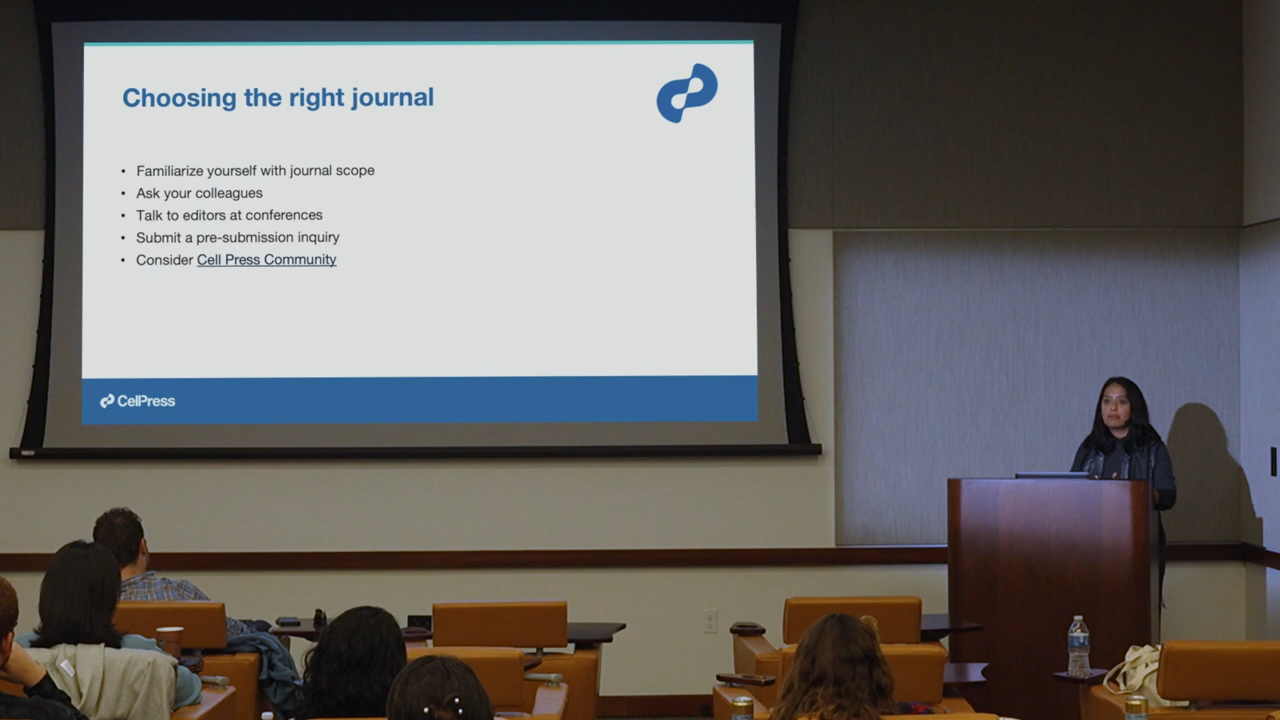 Choosing the right journal
• Familiarize yourself with journal scope
• Ask your colleagues
• Talk to editors at conferences
• Submit a pre-submission inquiry
• Consider Cell Press Community
CellPress